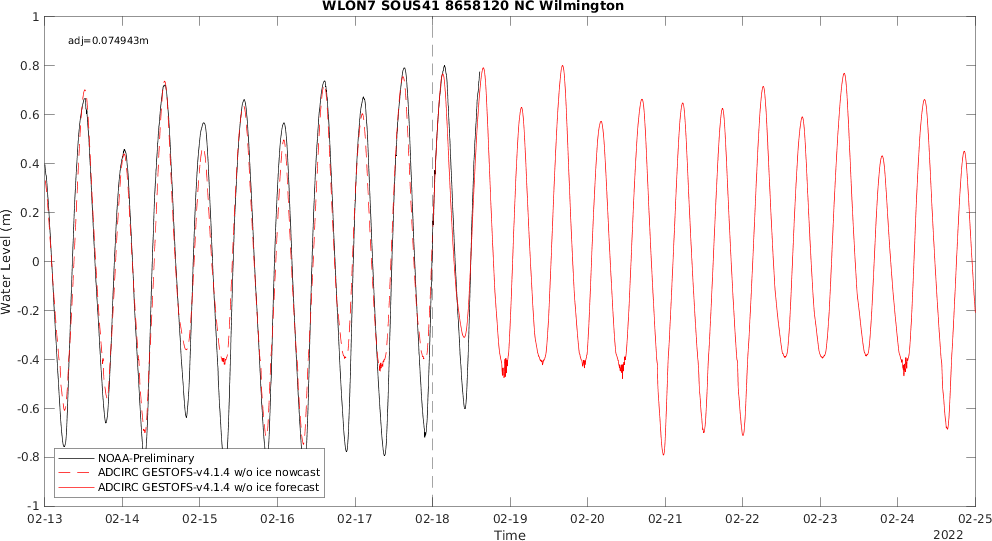 WLON7 SOUS41 8658120 NC Wilmington
adj=0.074943m
1
0.8
0.6
0.4
0.2
0
-0.2
-0.4
-0.6
-0.8
-1
Water Level (m)
NOAA-Preliminary
ADCIRC GESTOFS-v4.1.4 w/o ice nowcast
ADCIRC GESTOFS-v4.1.4 w/o ice forecast
02-13 02-14 02-15 02-16 02-17 02-18 02-19 02-20 02-21 02-22 02-23 02-24 02-25
Time
2022